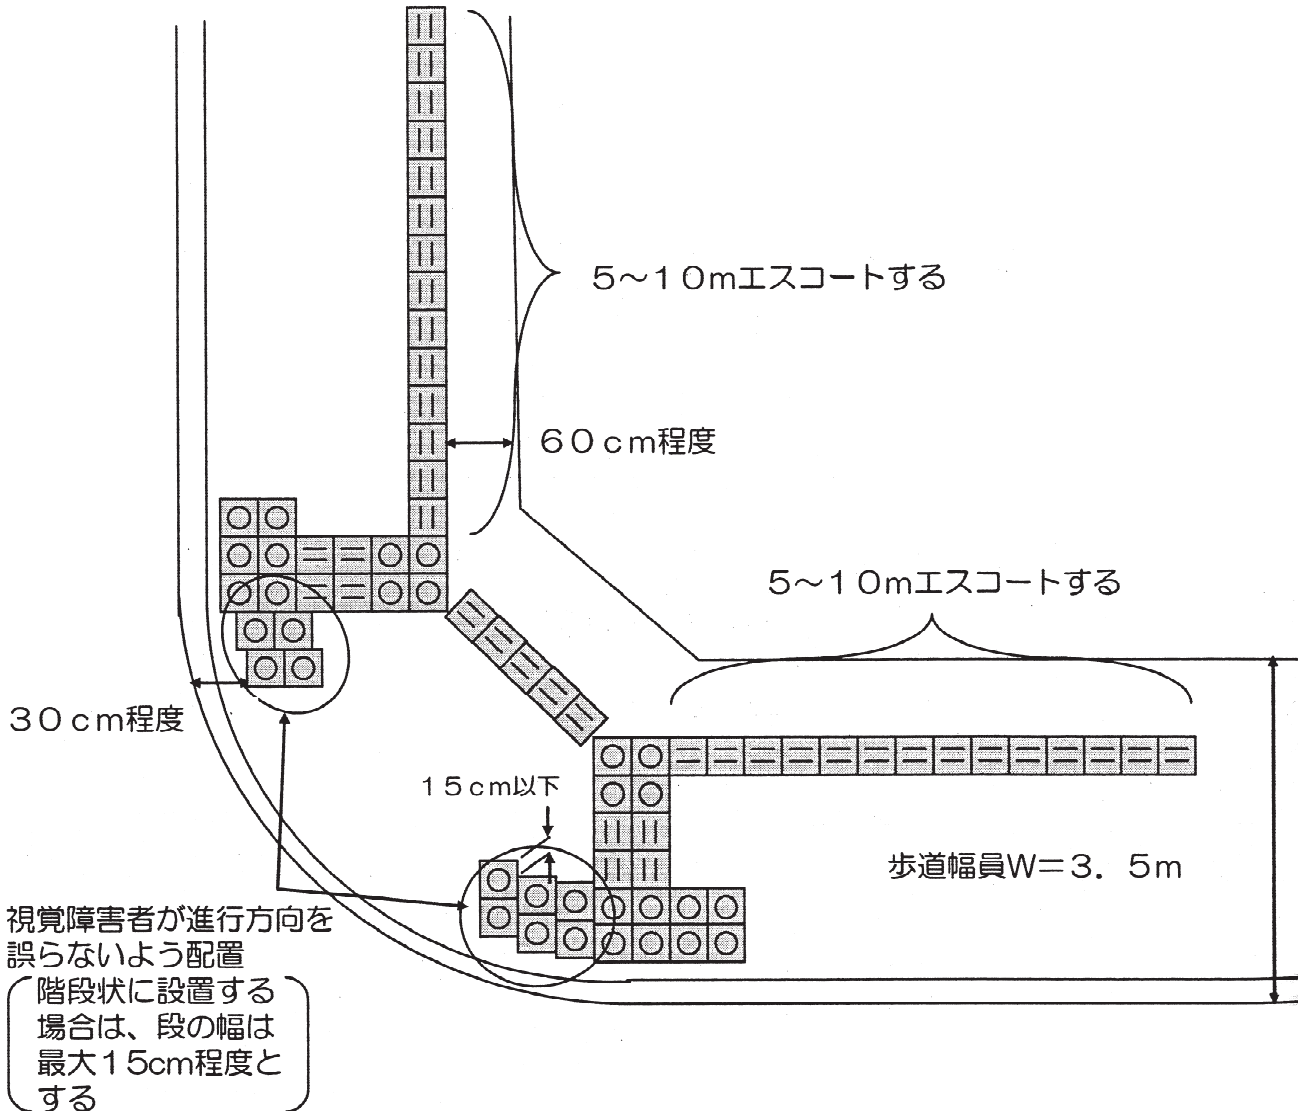 5～10mエスコートする
60cm程度
5～10mエスコートする
30cm程度
15cm以下
歩道幅員W=3.5m
視覚障害者が進行方向を
誤らないよう配置
階段状に設置する
場合は、段の幅は
最大15cm程度と
する